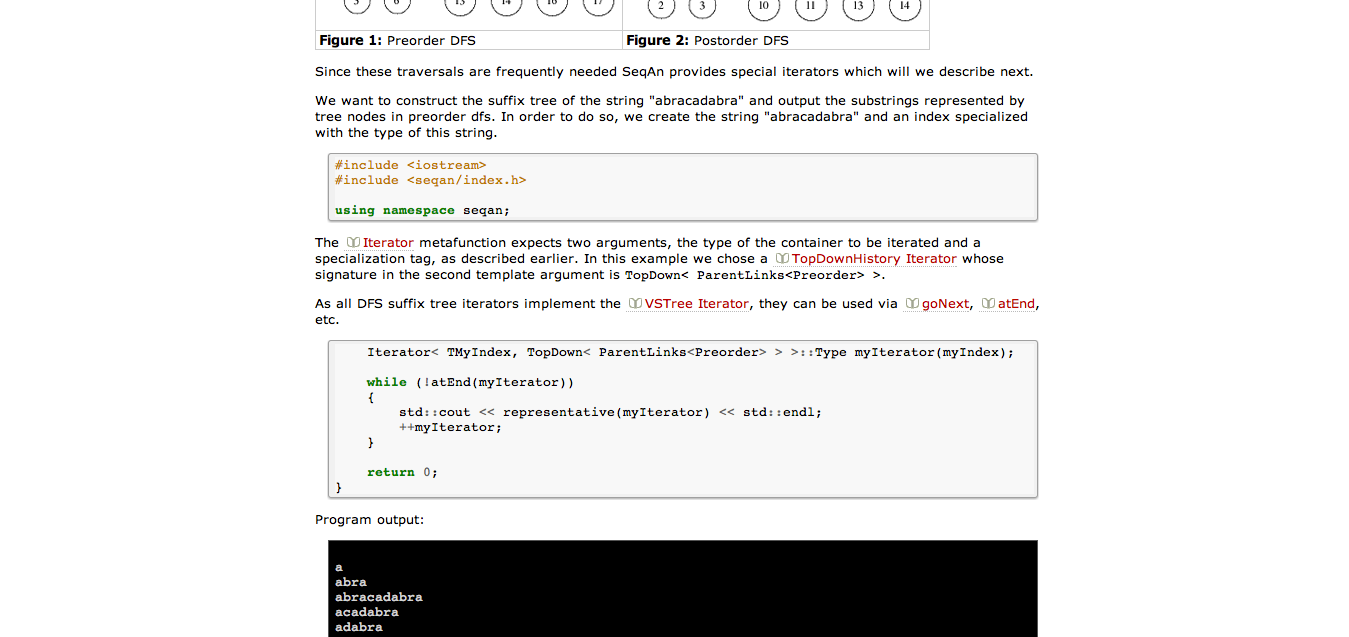 5 6 13 14 16 17 2 3 10 11 13 14
Figure 1: Preorder DFS
Figure 2: Postorder DFS
Since these traversals are frequently needed SeqAn provides special iterators which will we describe next.
We want to construct the suffix tree of the string "abracadabra" and output the substrings represented by
tree nodes in preorder dfs. In order to do so, we create the string "abracadabra" and an index specialized
with the type of this string.
#include <iostream>
#include <seqan/index.h>
using namespace seqan;
The Iterator metafunction expects two arguments, the type of the container to be iterated and a
specialization tag, as described earlier. In this example we chose a TopDownHistory Iterator whose
signature in the second template argument is TopDown< ParentLinks<Preorder> >.
As all DFS suffix tree iterators implement the VSTree Iterator, they can be used via goNext, atEnd,
etc.
Iterator< TMyIndex, TopDown< ParentLinks<Preorder> > >::Type myIterator(myIndex);
while (!atEnd(myIterator))
{
std::cout << representative(myIterator) << std::endl;
++myIterator;
}
return 0;
}
Program output:
a
abra
abracadabra
acadabra
adabra